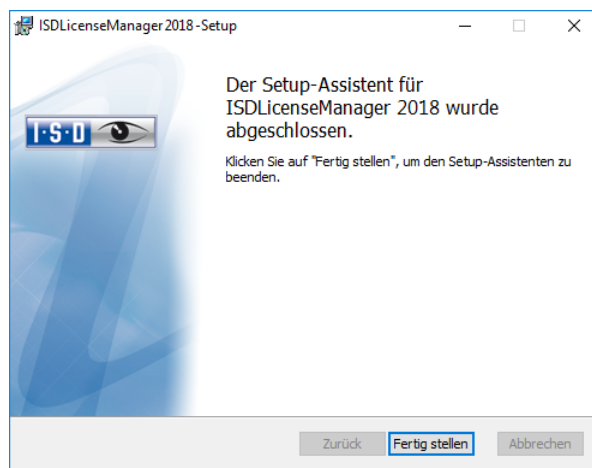 ISDLicenseManager 2018 -Setup
I·S·D
Der Setup-Assistent für
ISDLicenseManager 2018 wurde
abgeschlossen.
Klicken Sie auf "Fertig stellen", um den Setup-Assistenten zu
beenden.
Zurück Fertig stellen Abbrechen